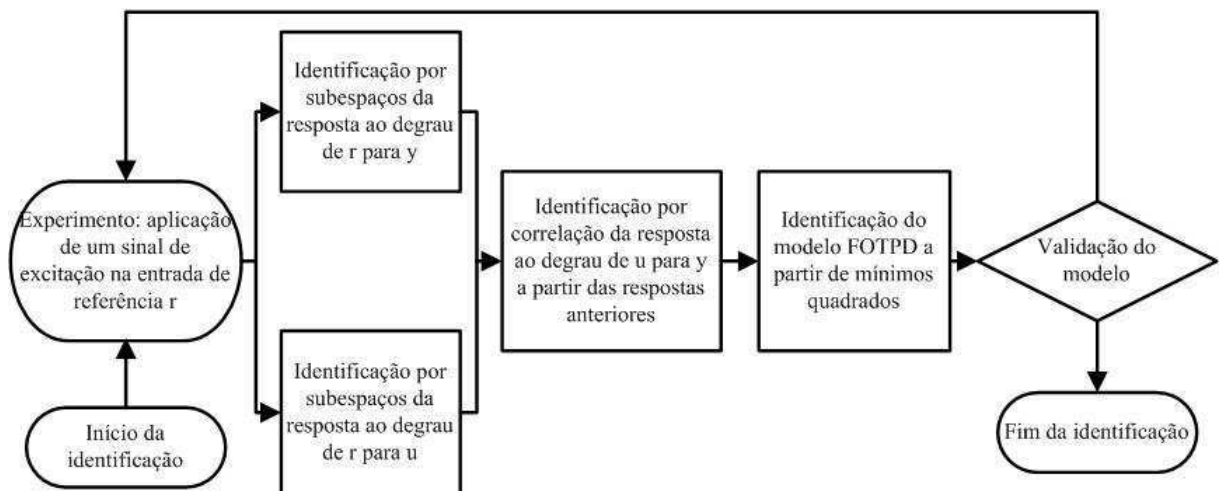 Identificação por
subespaços da
resposta ao degrau
de r para y
Experimento: aplicação
de um sinal de
excitação na entrada de
referência r
Identificação por
correlação da resposta
ao degrau de u para y
a partir das respostas
anteriores
Identificação do
modelo FOTPD a
partir de mínimos
quadrados
Validação do
modelo
Identificação por
subespaços da
resposta ao degrau
de r para u
Início da
identificação
Fim da identificação